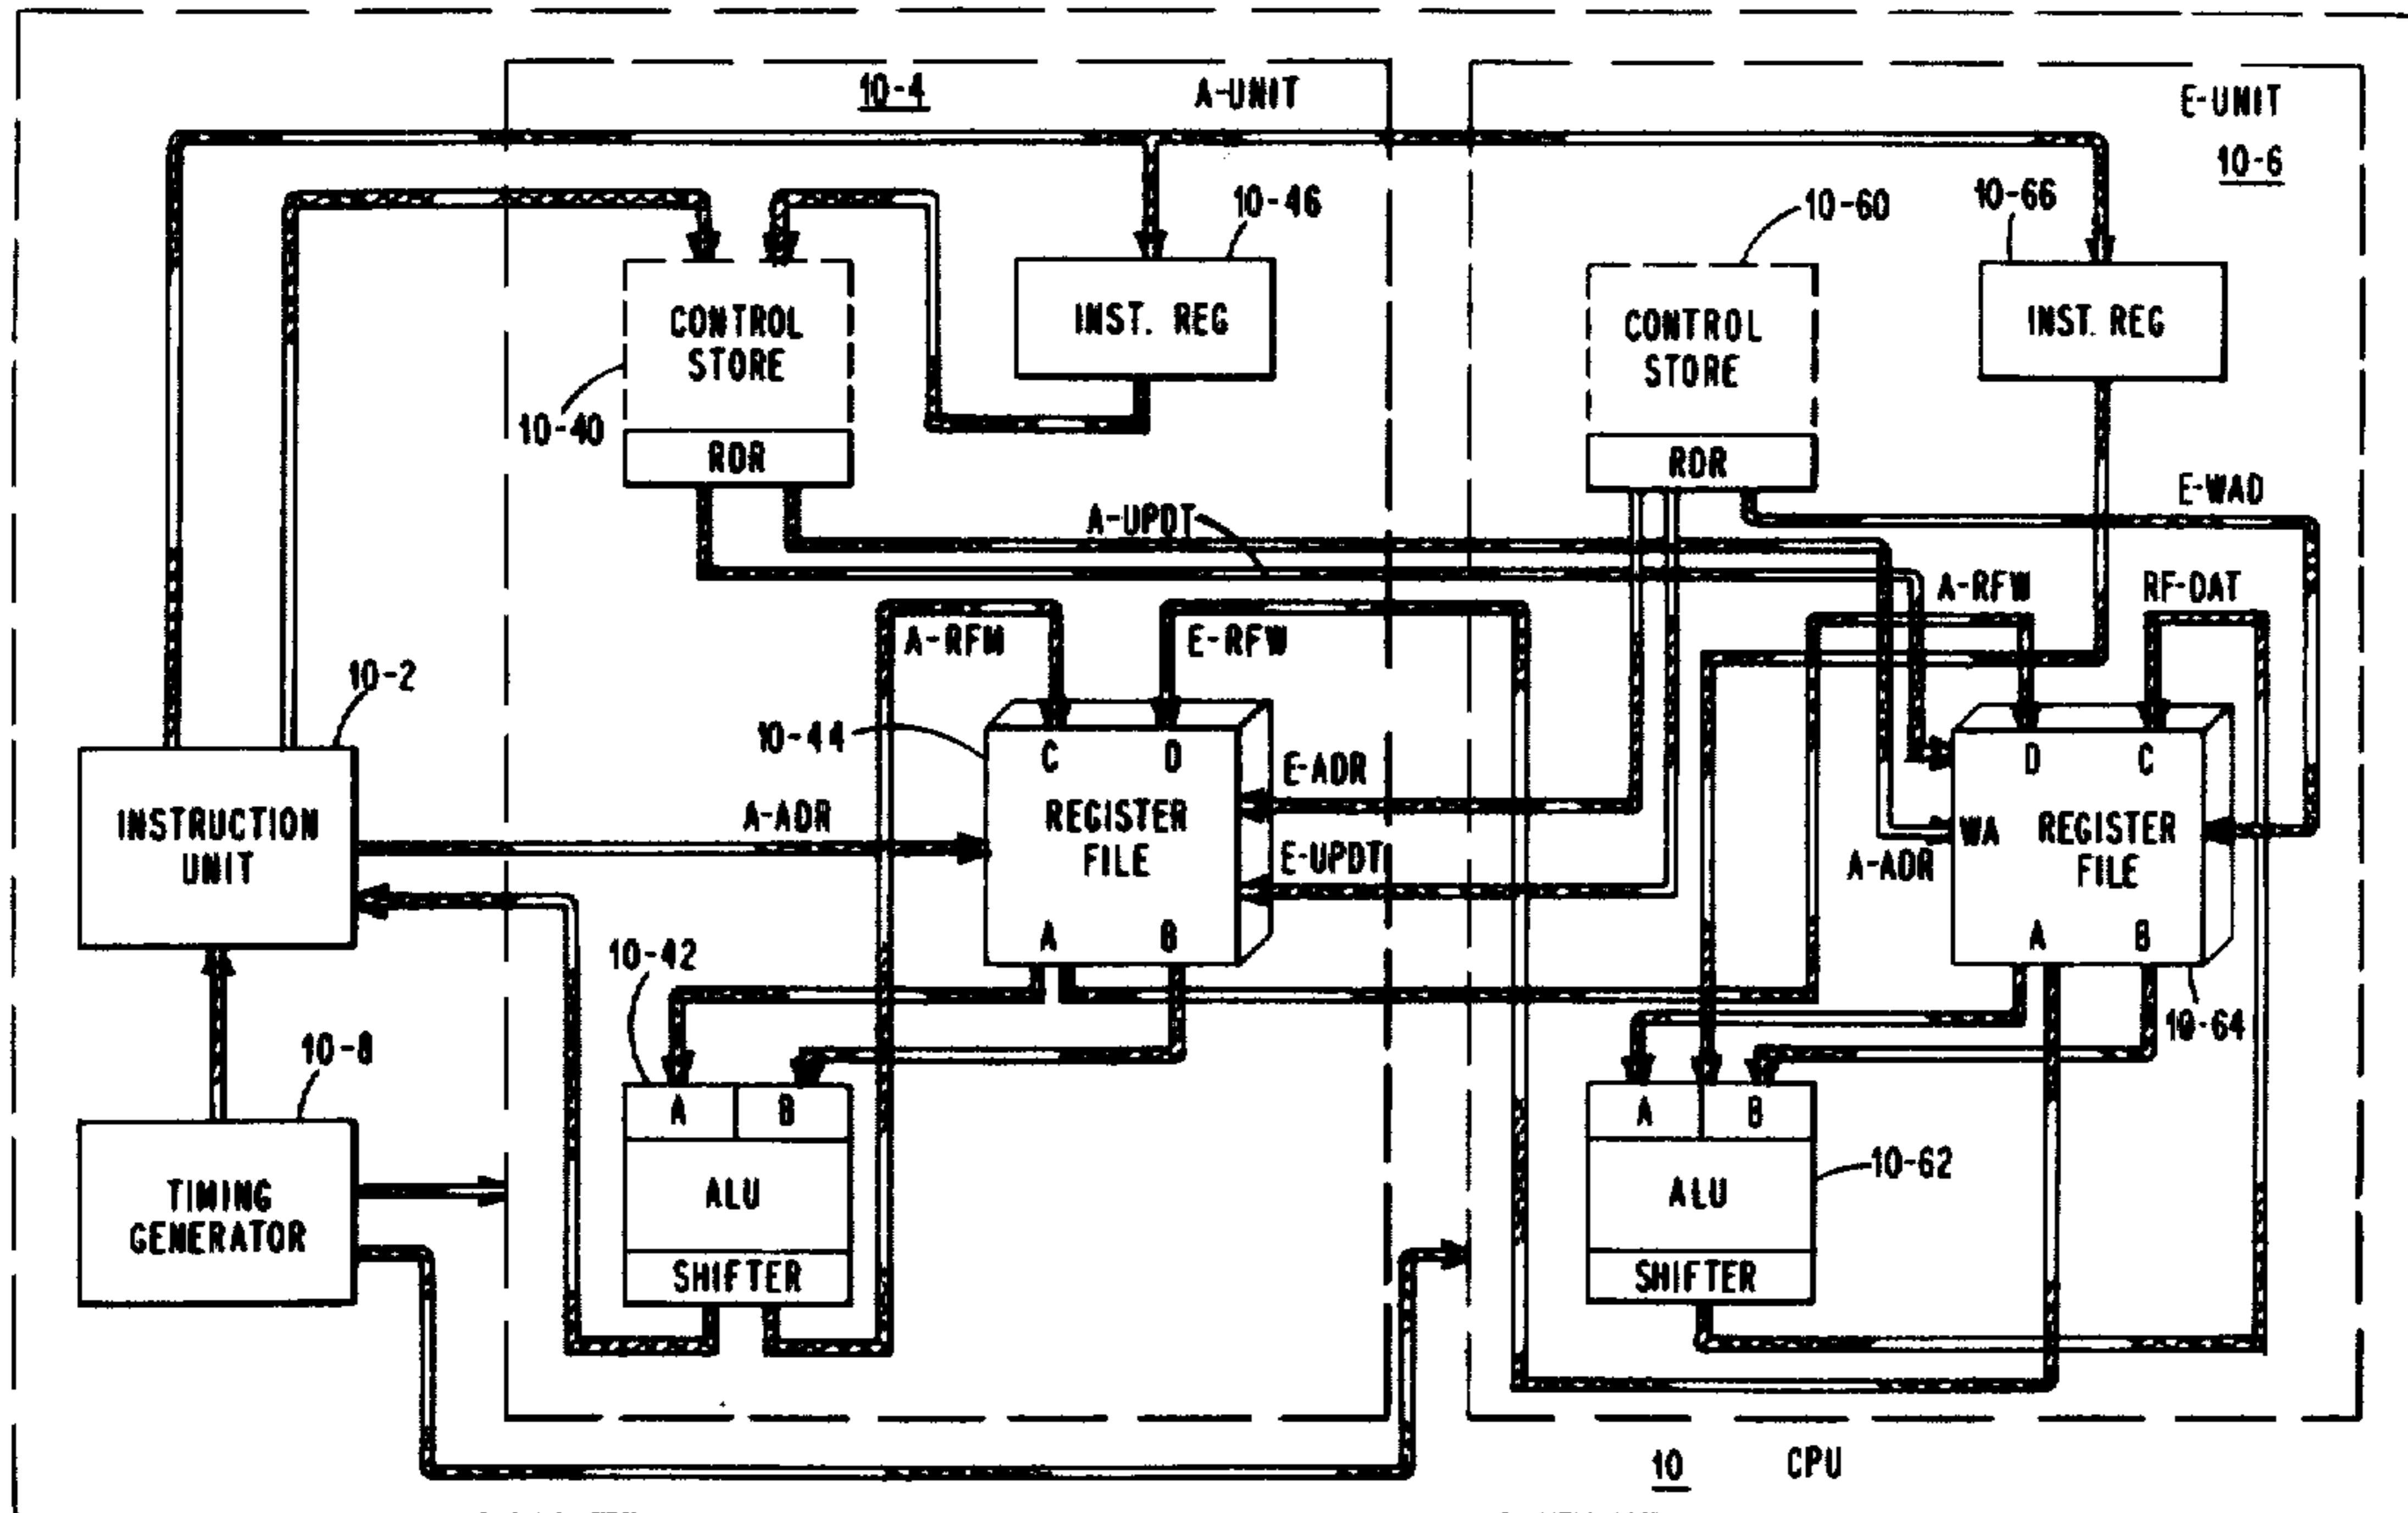 10-4
A-UNIT
E-UNIT
10-6
10-46
10-60
10-66
CONTROL
STORE
INST. REG
CONTROL
STORE
INST. REG
10-40
RDR
RDR
E-WAD
A-UPDT
A-RFW
RF-DAT
A-RFM
E-RFW
10-2
10-44
C
D
D
C
E-ADR
INSTRUCTION
UNIT
A-ADR
REGISTER
FILE
WA
REGISTER
FILE
E-UPDT
A-ADR
A
B
A
B
10-42
10-64
10-8
A
B
A
B
10-62
TIMING
GENERATOR
ALU
ALU
SHIFTER
SHIFTER
10
CPU